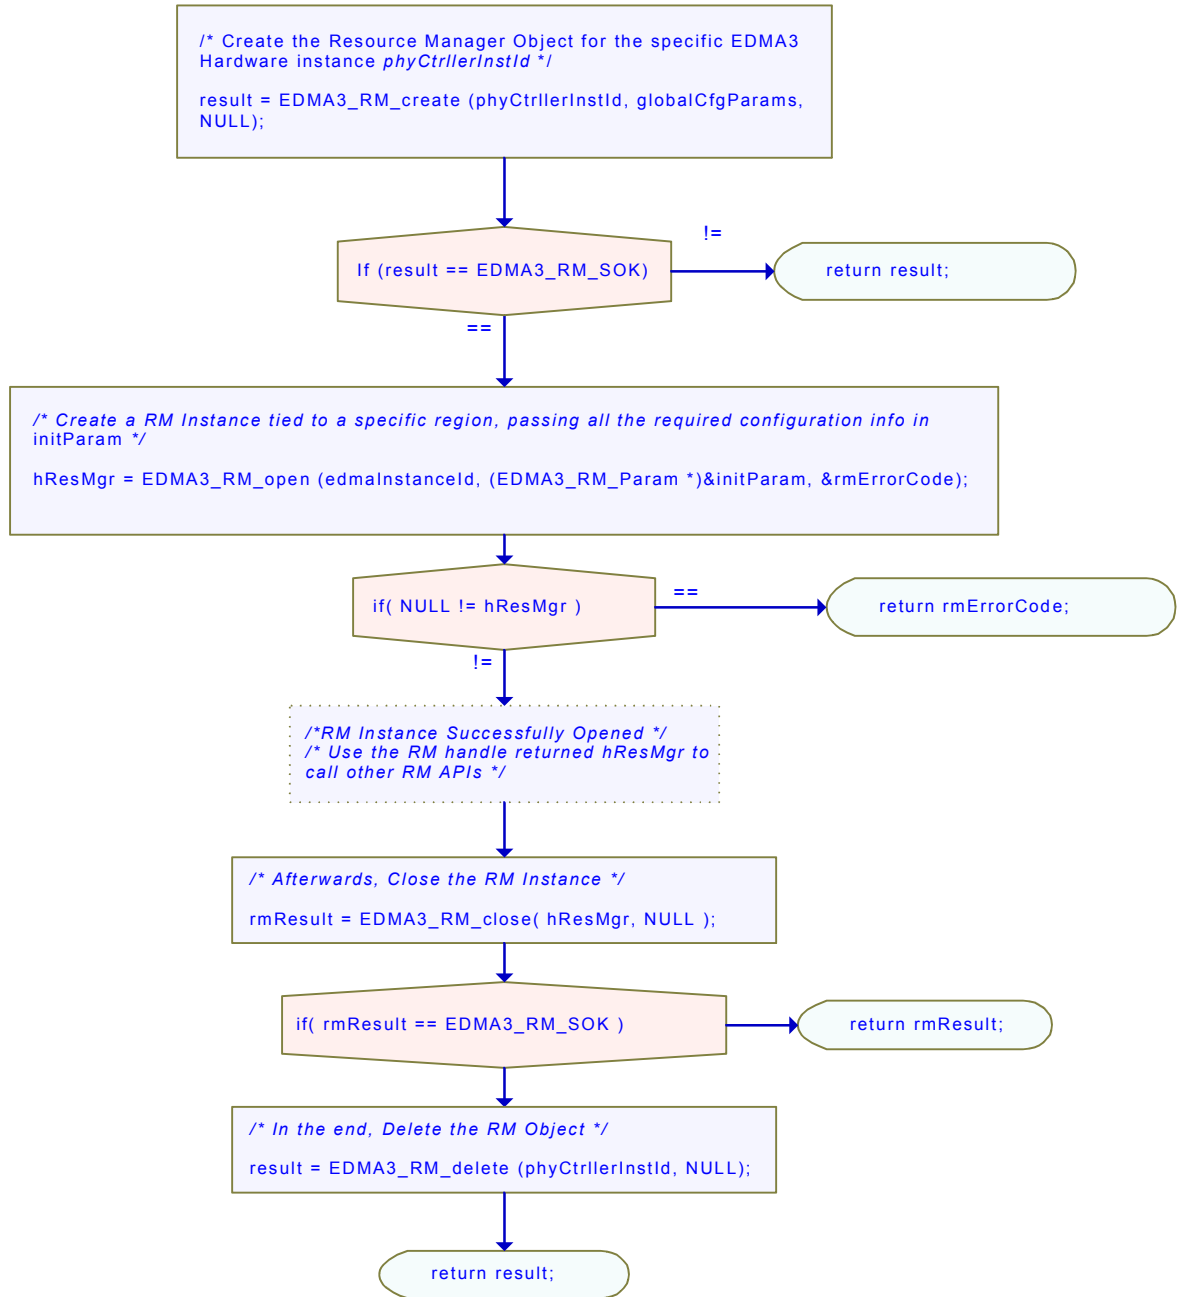 /* Create the Resource Manager Object for the specific EDMA3
Hardware instance phyCtrllerInstId */
result = EDMA3_RM_create (phyCtrllerInstId, globalCfgParams,
NULL);
!=
If (result == EDMA3_RM_SOK)
return result;
==
/* Create a RM Instance tied to a specific region, passing all the required configuration info in
initParam */
hResMgr = EDMA3_RM_open (edmaInstanceId, (EDMA3_RM_Param *)&initParam, &rmErrorCode);
==
if( NULL != hResMgr )
return rmErrorCode;
!=
/*RM Instance Successfully Opened */
/* Use the RM handle returned hResMgr to
call other RM APIs */
/* Afterwards, Close the RM Instance */
rmResult = EDMA3_RM_close( hResMgr, NULL );
if( rmResult == EDMA3_RM_SOK )
return rmResult;
/* In the end, Delete the RM Object */
result = EDMA3_RM_delete (phyCtrllerInstId, NULL);
return result;